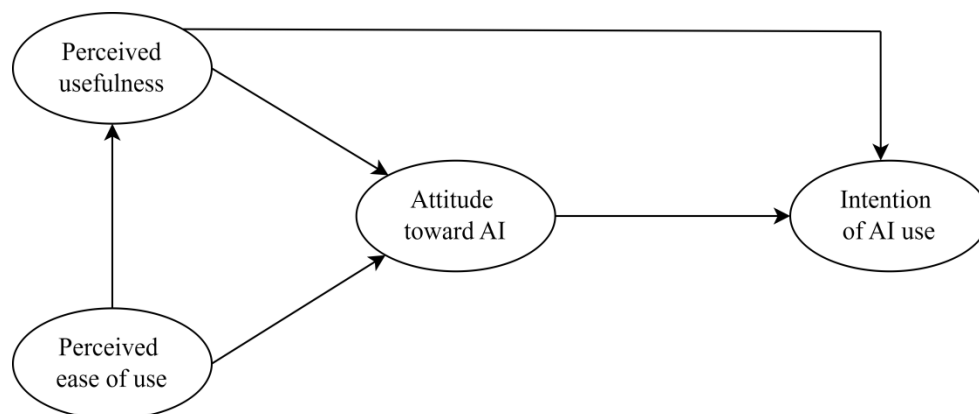 Perceived
usefulness
Attitude
toward AI
Intention
of AI use
Perceived
ease of use